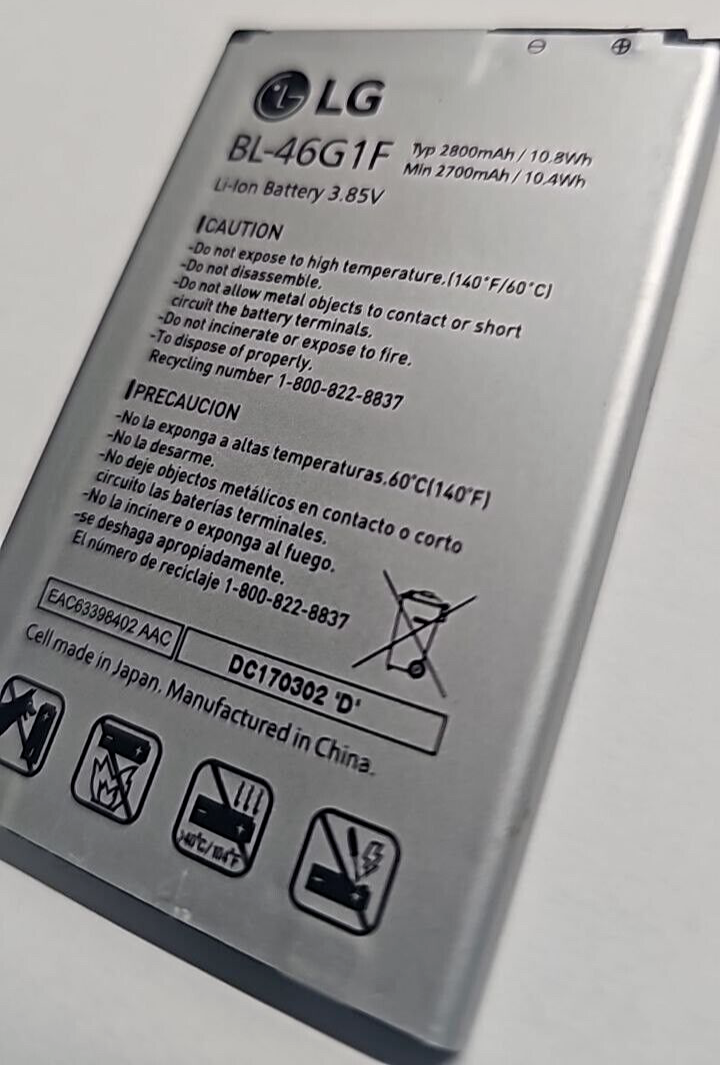 LG
BL-46G1F Typ 2800mAh / 10.8Wh
Min 2700mAh / 10.4Wh
Li-Ion Battery 3.85V
CAUTION
-Do not expose to high temperature.(140°F/60°C)
-Do not disassemble.
-Do not allow metal objects to contact or short
circuit the battery terminals.
-Do not incinerate or expose to fire.
-To dispose of properly.
Recycling number 1-800-822-8837
PRECAUCION
-No la exponga a altas temperaturas.60°C(140°F)
-No la desarme.
-No deje objetos metálicos en contacto o corto
circuito las baterías terminales.
-No la incinere o exponga al fuego.
-se deshaga apropiadamente.
El número de reciclaje 1-800-822-8837
EAC63398402 AAC
DC170302 'D'
Cell made in Japan. Manufactured in China.
>40°C/104°F